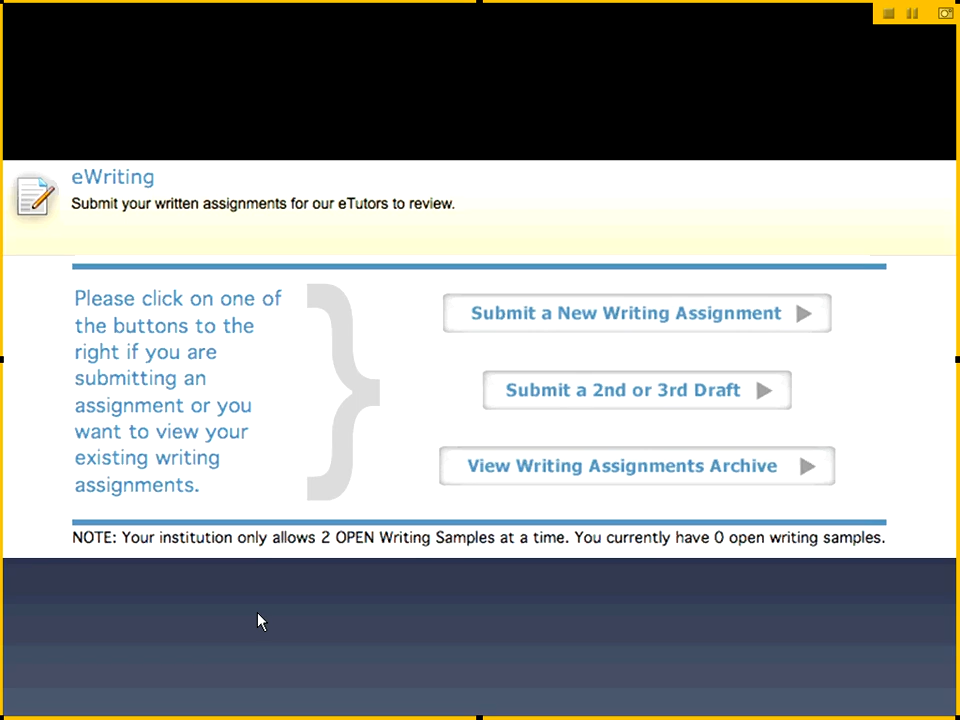 eWriting
Submit your written assignments for our eTutors to review.
Please click on one of
the buttons to the
right if you are
submitting an
assignment or you
want to view your
existing writing
assignments.
Submit a New Writing Assignment
Submit a 2nd or 3rd Draft
View Writing Assignments Archive
NOTE: Your institution only allows 2 OPEN Writing Samples at a time. You currently have 0 open writing samples.